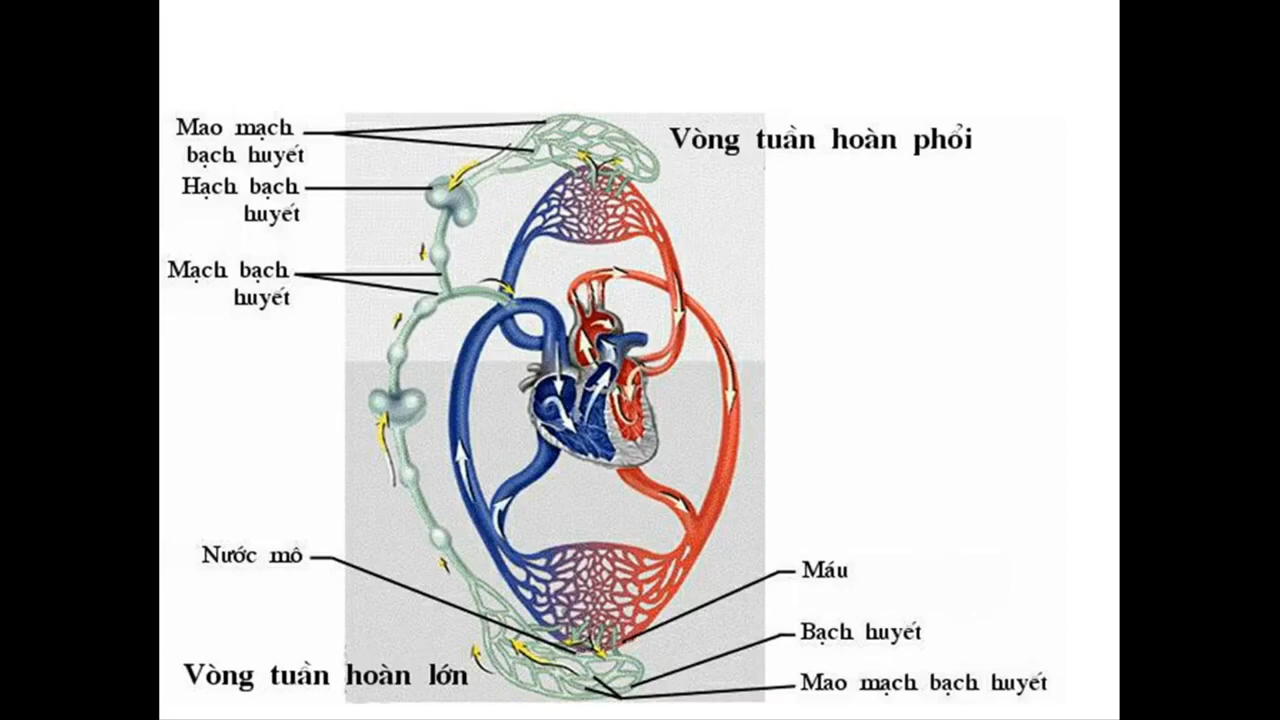 Mao mạch
bạch huyết
Vòng tuần hoàn phổi
Hạch bạch
huyết
Mạch bạch
huyết
Nước mô
Máu
Bạch huyết
Vòng tuần hoàn lớn
Mao mạch bạch huyết